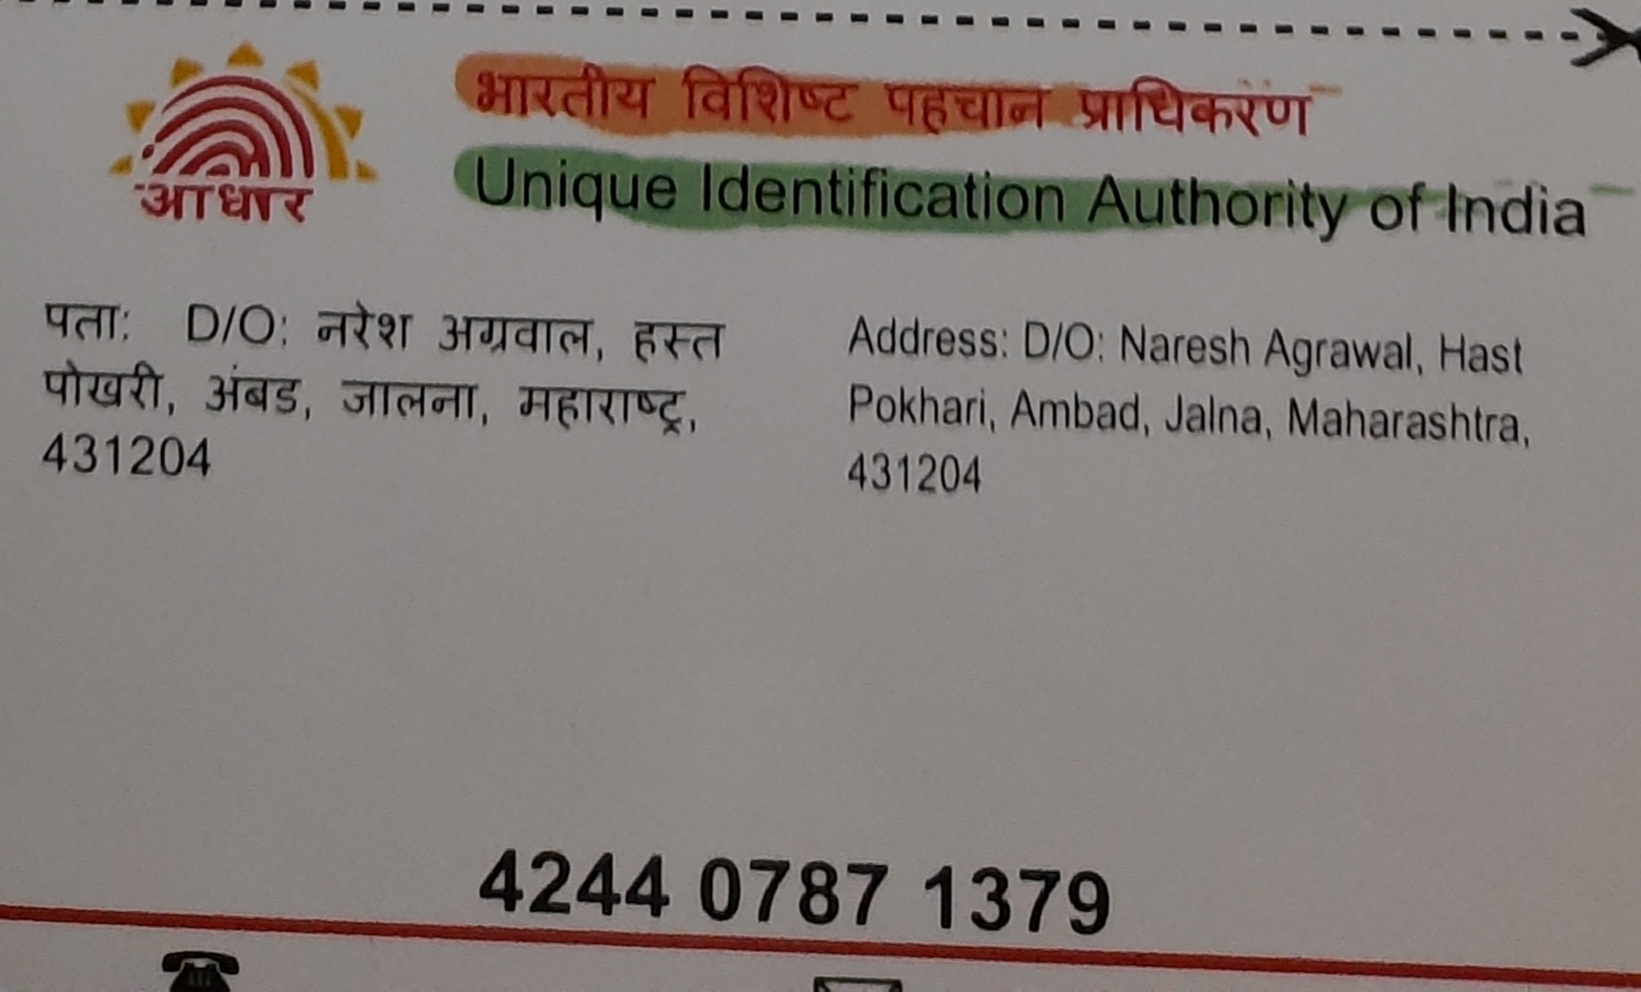 भारतीय विशिष्ट पहचान प्राधिकरण
Unique Identification Authority of India
आधार
पता: D/O: नरेश अग्रवाल, हस्त
पोखरी, अंबड, जालना, महाराष्ट्र,
431204
Address: D/O: Naresh Agrawal, Hast
Pokhari, Ambad, Jalna, Maharashtra,
431204
4244 0787 1379